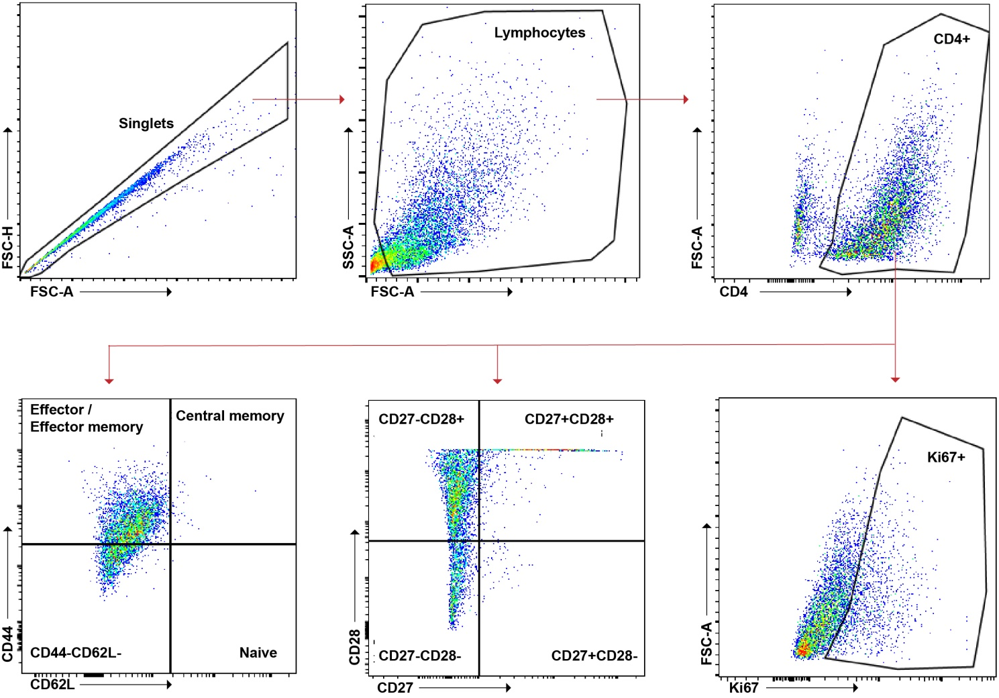 Singlets
FSC-H
FSC-A
Lymphocytes
SSC-A
FSC-A
CD4+
FSC-A
CD4
Effector /
Effector memory
Central memory
CD44
CD44-CD62L-
Naive
CD62L
CD27-CD28+
CD27+CD28+
CD28
CD27-CD28-
CD27+CD28-
CD27
Ki67+
FSC-A
Ki67